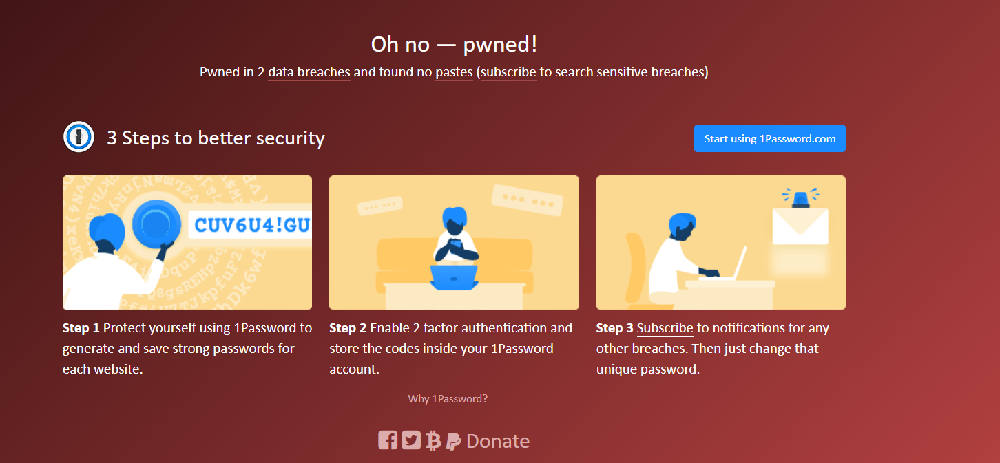 Oh no — pwned!
Pwned in 2 data breaches and found no pastes (subscribe to search sensitive breaches)
3 Steps to better security
Start using 1Password.com
CUV6U4!GU
Step 1 Protect yourself using 1Password to
generate and save strong passwords for
each website.
Step 2 Enable 2 factor authentication and
store the codes inside your 1Password
account.
Step 3 Subscribe to notifications for any
other breaches. Then just change that
unique password.
Why 1Password?
Donate